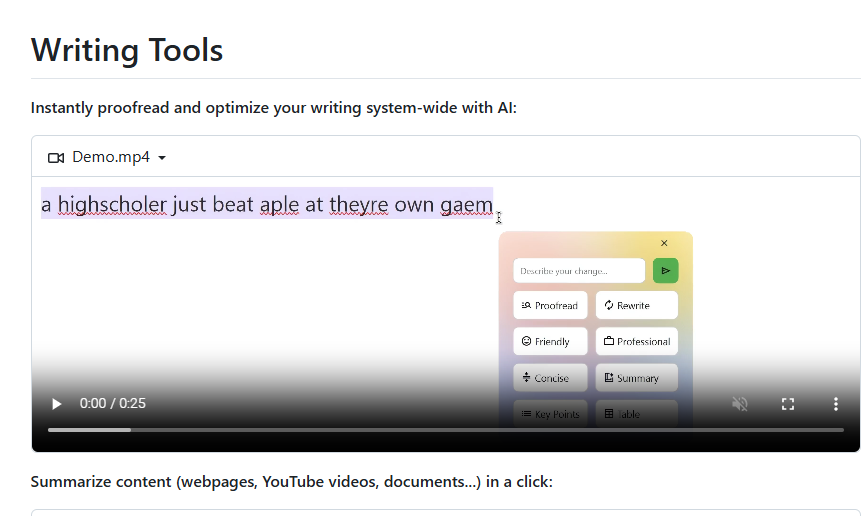 Writing Tools
Instantly proofread and optimize your writing system-wide with AI:
Demo.mp4
a highscholer just beat aple at theyre own gaem
Describe your change...
Proofread
Rewrite
Friendly
Professional
Concise
Summary
Key Points
Table
0:00 / 0:25
Summarize content (webpages, YouTube videos, documents...) in a click: